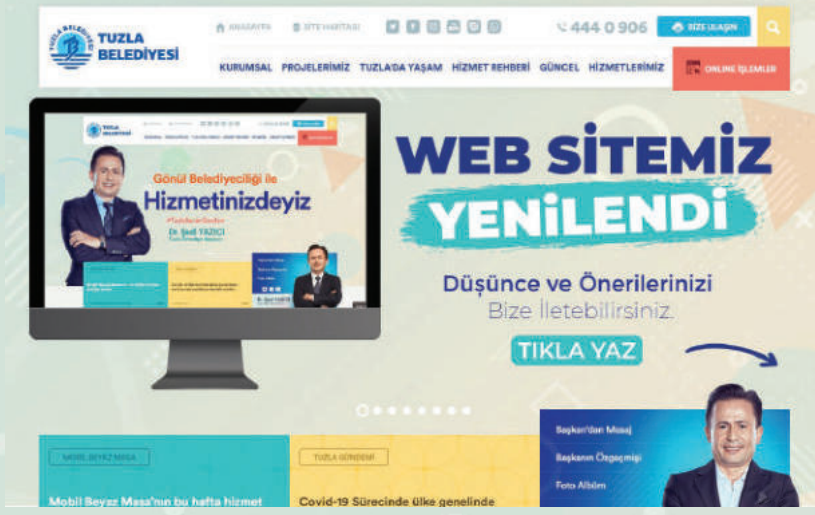 TUZLA
BELEDİYESİ
ANASAYFA SİTE HARİTASI 444 0 906 BİZE ULAŞIN
KURUMSAL PROJELERİMİZ TUZLA'DA YAŞAM HİZMET REHBERİ GÜNCEL HİZMETLERİMİZ ONLINE İŞLEMLER
TUZLA
Gönül Belediyeciliği ile
Hizmetinizdeyiz
Dr. Şadi YAZICI
WEB SİTEMİZ
YENİLENDİ
Düşünce ve Önerilerinizi
Bize İletebilirsiniz.
TIKLA YAZ
MOBİL BEYAZ MASA
Mobil Beyaz Masa'nın bu hafta hizmet
TUZLA GÜNDEMİ
Covid-19 Sürecinde ülke genelinde
Başkan'dan Mesaj
Başkanın Özgeçmişi
Foto Albüm